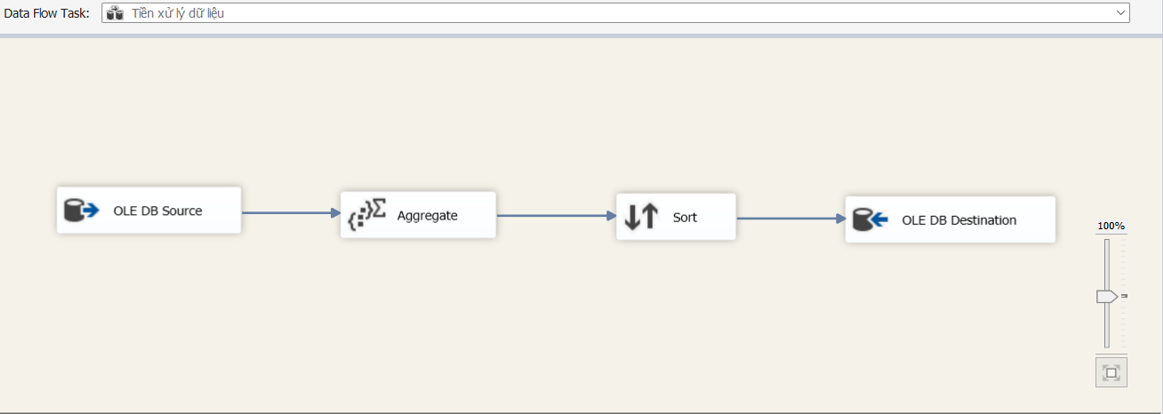 Data Flow Task: Tiền xử lý dữ liệu
OLE DB Source
Aggregate
Sort
OLE DB Destination
100%